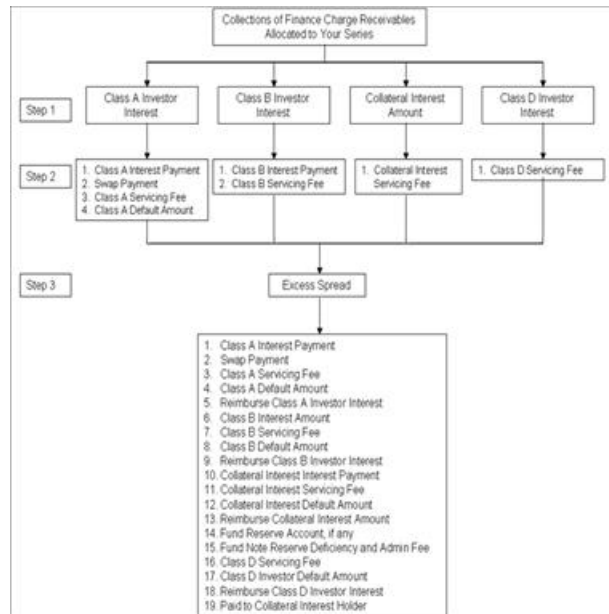 Collections of Finance Charge Receivables
Allocated to Your Series
Step 1
Class A Investor
Interest
Class B Investor
Interest
Collateral Interest
Amount
Class D Investor
Interest
Step 2
1. Class A Interest Payment
2. Swap Payment
3. Class A Servicing Fee
4. Class A Default Amount
1. Class B Interest Payment
2. Class B Servicing Fee
1. Collateral Interest
Servicing Fee
1. Class D Servicing Fee
Step 3
Excess Spread
1. Class A Interest Payment
2. Swap Payment
3. Class A Servicing Fee
4. Class A Default Amount
5. Reimburse Class A Investor Interest
6. Class B Interest Amount
7. Class B Servicing Fee
8. Class B Default Amount
9. Reimburse Class B Investor Interest
10. Collateral Interest Interest Payment
11. Collateral Interest Servicing Fee
12. Collateral Interest Default Amount
13. Reimburse Collateral Interest Amount
14. Fund Reserve Account, if any
15. Fund Note Reserve Deficiency and Admin Fee
16. Class D Servicing Fee
17. Class D Investor Default Amount
18. Reimburse Class D Investor Interest
19. Paid to Collateral Interest Holder